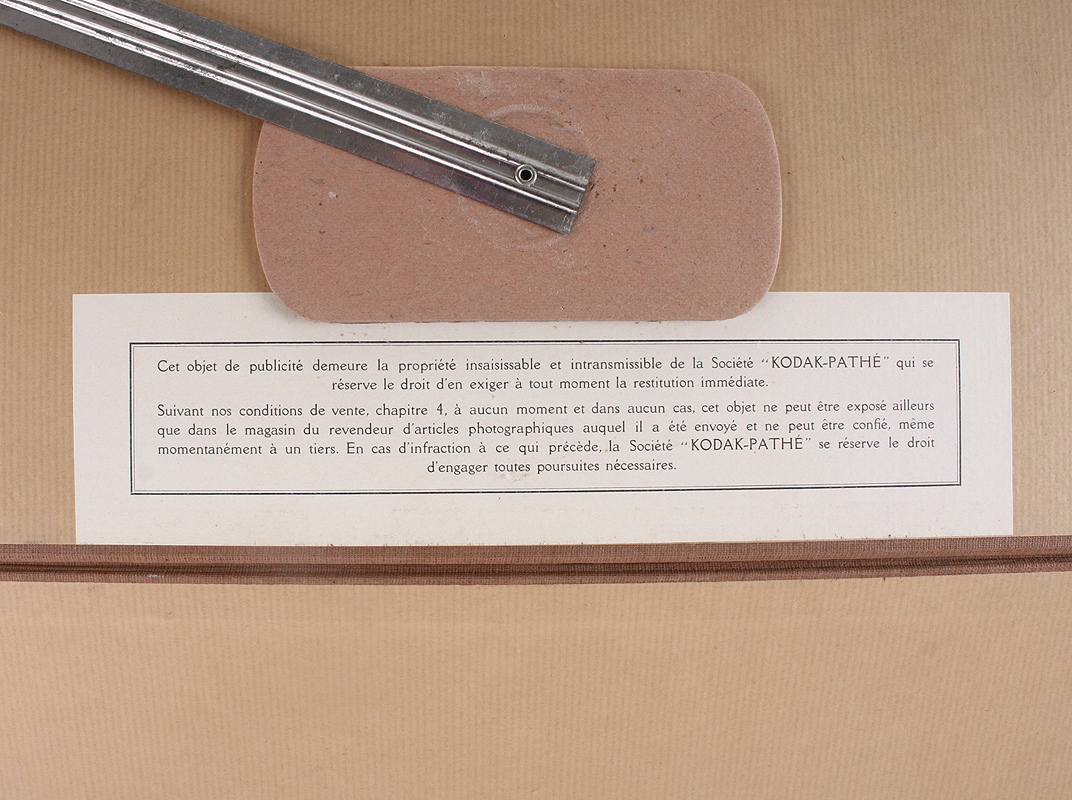 Cet objet de publicité demeure la propriété insaisissable et intransmissible de la Société “KODAK-PATHÉ” qui se
réserve le droit d'en exiger à tout moment la restitution immédiate.
Suivant nos conditions de vente, chapitre 4, à aucun moment et dans aucun cas, cet objet ne peut être exposé ailleurs
que dans le magasin du revendeur d'articles photographiques auquel il a été envoyé et ne peut être confié, même
momentanément à un tiers. En cas d'infraction à ce qui précède, la Société “KODAK-PATHÉ” se réserve le droit
d'engager toutes poursuites nécessaires.